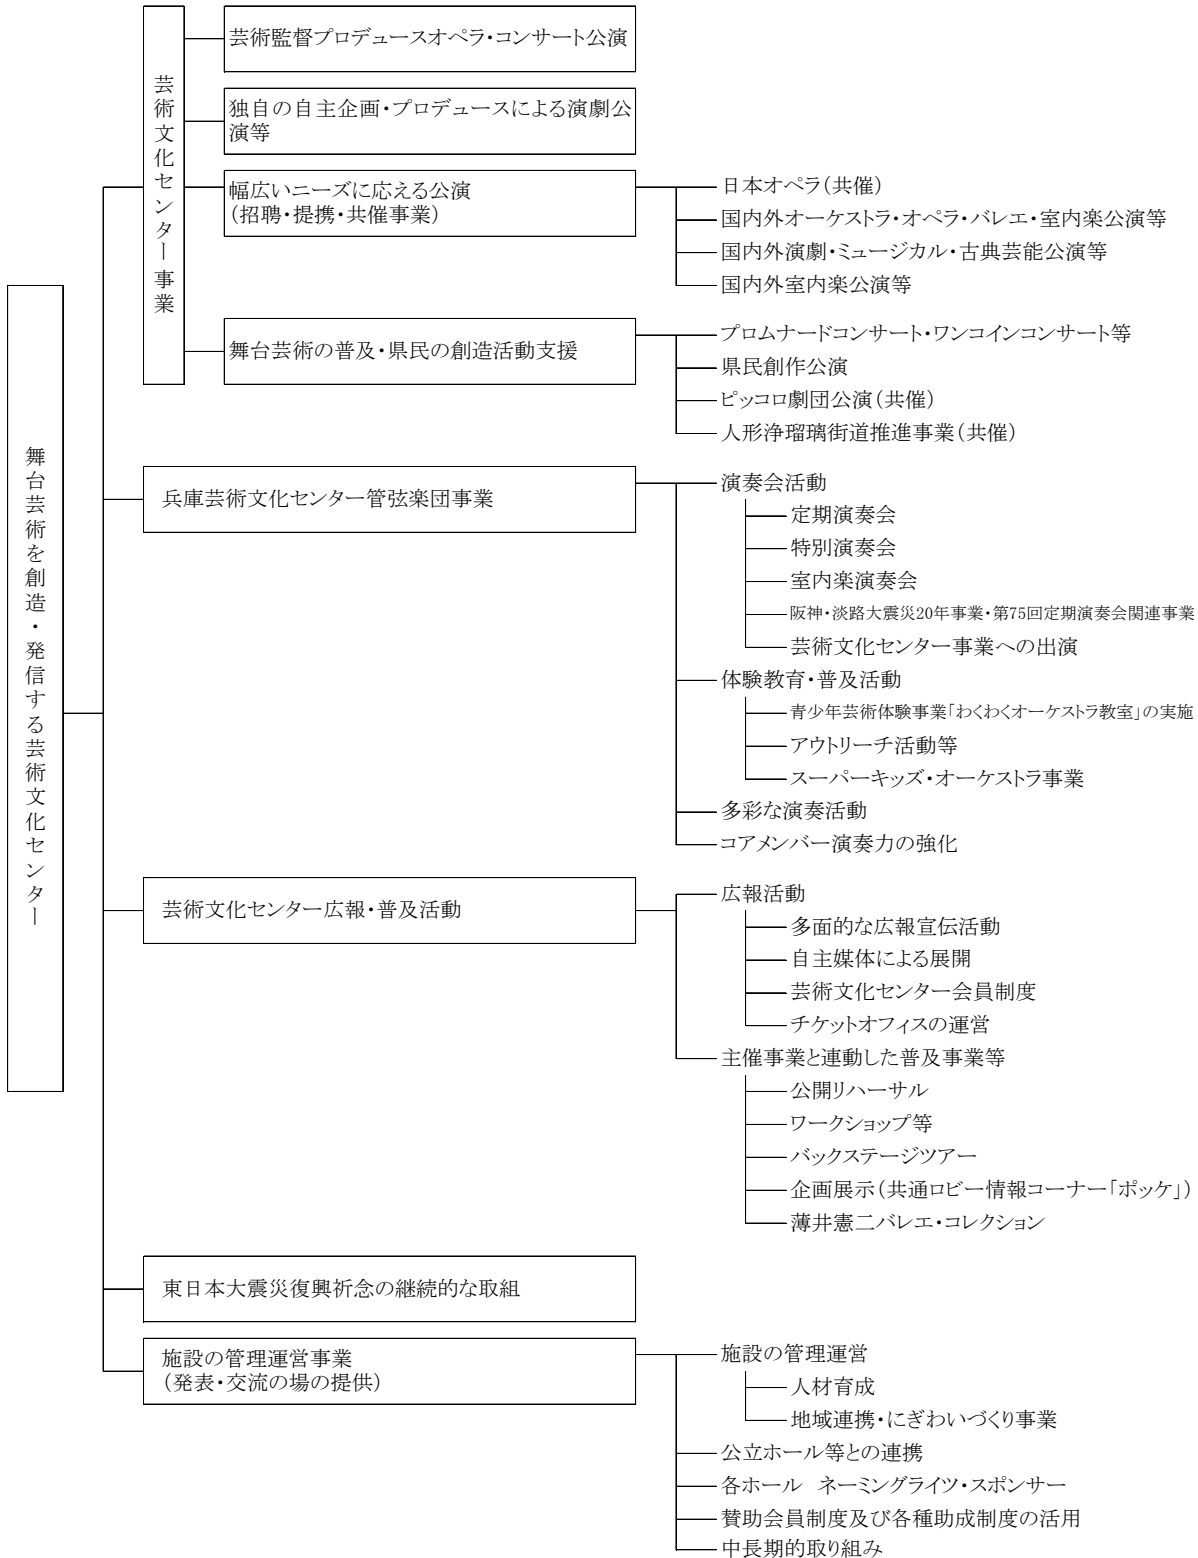 舞台芸術を創造・発信する芸術文化センター
芸術文化センター事業
芸術監督プロデュースオペラ・コンサート公演
独自の自主企画・プロデュースによる演劇公
演等
幅広いニーズに応える公演
(招聘・提携・共催事業)
日本オペラ(共催)
国内外オーケストラ・オペラ・バレエ・室内楽公演等
国内外演劇・ミュージカル・古典芸能公演等
国内外室内楽公演等
舞台芸術の普及・県民の創造活動支援
プロムナードコンサート・ワンコインコンサート等
県民創作公演
ピッコロ劇団公演(共催)
人形浄瑠璃街道推進事業(共催)
兵庫芸術文化センター管弦楽団事業
演奏会活動
定期演奏会
特別演奏会
室内楽演奏会
阪神・淡路大震災20年事業・第75回定期演奏会関連事業
芸術文化センター事業への出演
体験教育・普及活動
青少年芸術体験事業「わくわくオーケストラ教室」の実施
アウトリーチ活動等
スーパーキッズ・オーケストラ事業
多彩な演奏活動
コアメンバー演奏力の強化
芸術文化センター広報・普及活動
広報活動
多面的な広報宣伝活動
自主媒体による展開
芸術文化センター会員制度
チケットオフィスの運営
主催事業と連動した普及事業等
公開リハーサル
ワークショップ等
バックステージツアー
企画展示(共通ロビー情報コーナー「ポッケ」)
薄井憲二バレエ・コレクション
東日本大震災復興祈念の継続的な取組
施設の管理運営事業
(発表・交流の場の提供)
施設の管理運営
人材育成
地域連携・にぎわいづくり事業
公立ホール等との連携
各ホール　ネーミングライツ・スポンサー
賛助会員制度及び各種助成制度の活用
中長期的取り組み